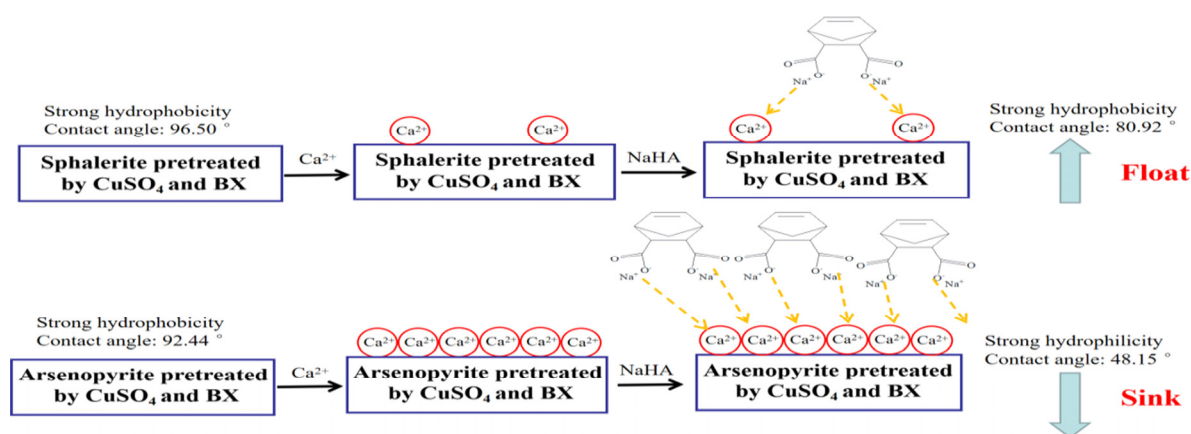 Strong hydrophobicity
Contact angle: 96.50 °
Sphalerite pretreated
by CuSO₄ and BX
Ca²⁺
Ca²⁺
Ca²⁺
Sphalerite pretreated
by CuSO₄ and BX
NaHA
O
O⁻
Na⁺
O
O⁻
Na⁺
Ca²⁺
Ca²⁺
Sphalerite pretreated
by CuSO₄ and BX
Strong hydrophobicity
Contact angle: 80.92 °
Float
Strong hydrophobicity
Contact angle: 92.44 °
Arsenopyrite pretreated
by CuSO₄ and BX
Ca²⁺
Ca²⁺ Ca²⁺ Ca²⁺ Ca²⁺ Ca²⁺ Ca²⁺
Arsenopyrite pretreated
by CuSO₄ and BX
NaHA
O
O⁻
Na⁺
O
O⁻
Na⁺
O
O⁻
Na⁺
O
O⁻
Na⁺
O
O⁻
Na⁺
O
O⁻
Na⁺
Ca²⁺ Ca²⁺ Ca²⁺ Ca²⁺ Ca²⁺ Ca²⁺
Arsenopyrite pretreated
by CuSO₄ and BX
Strong hydrophilicity
Contact angle: 48.15 °
Sink